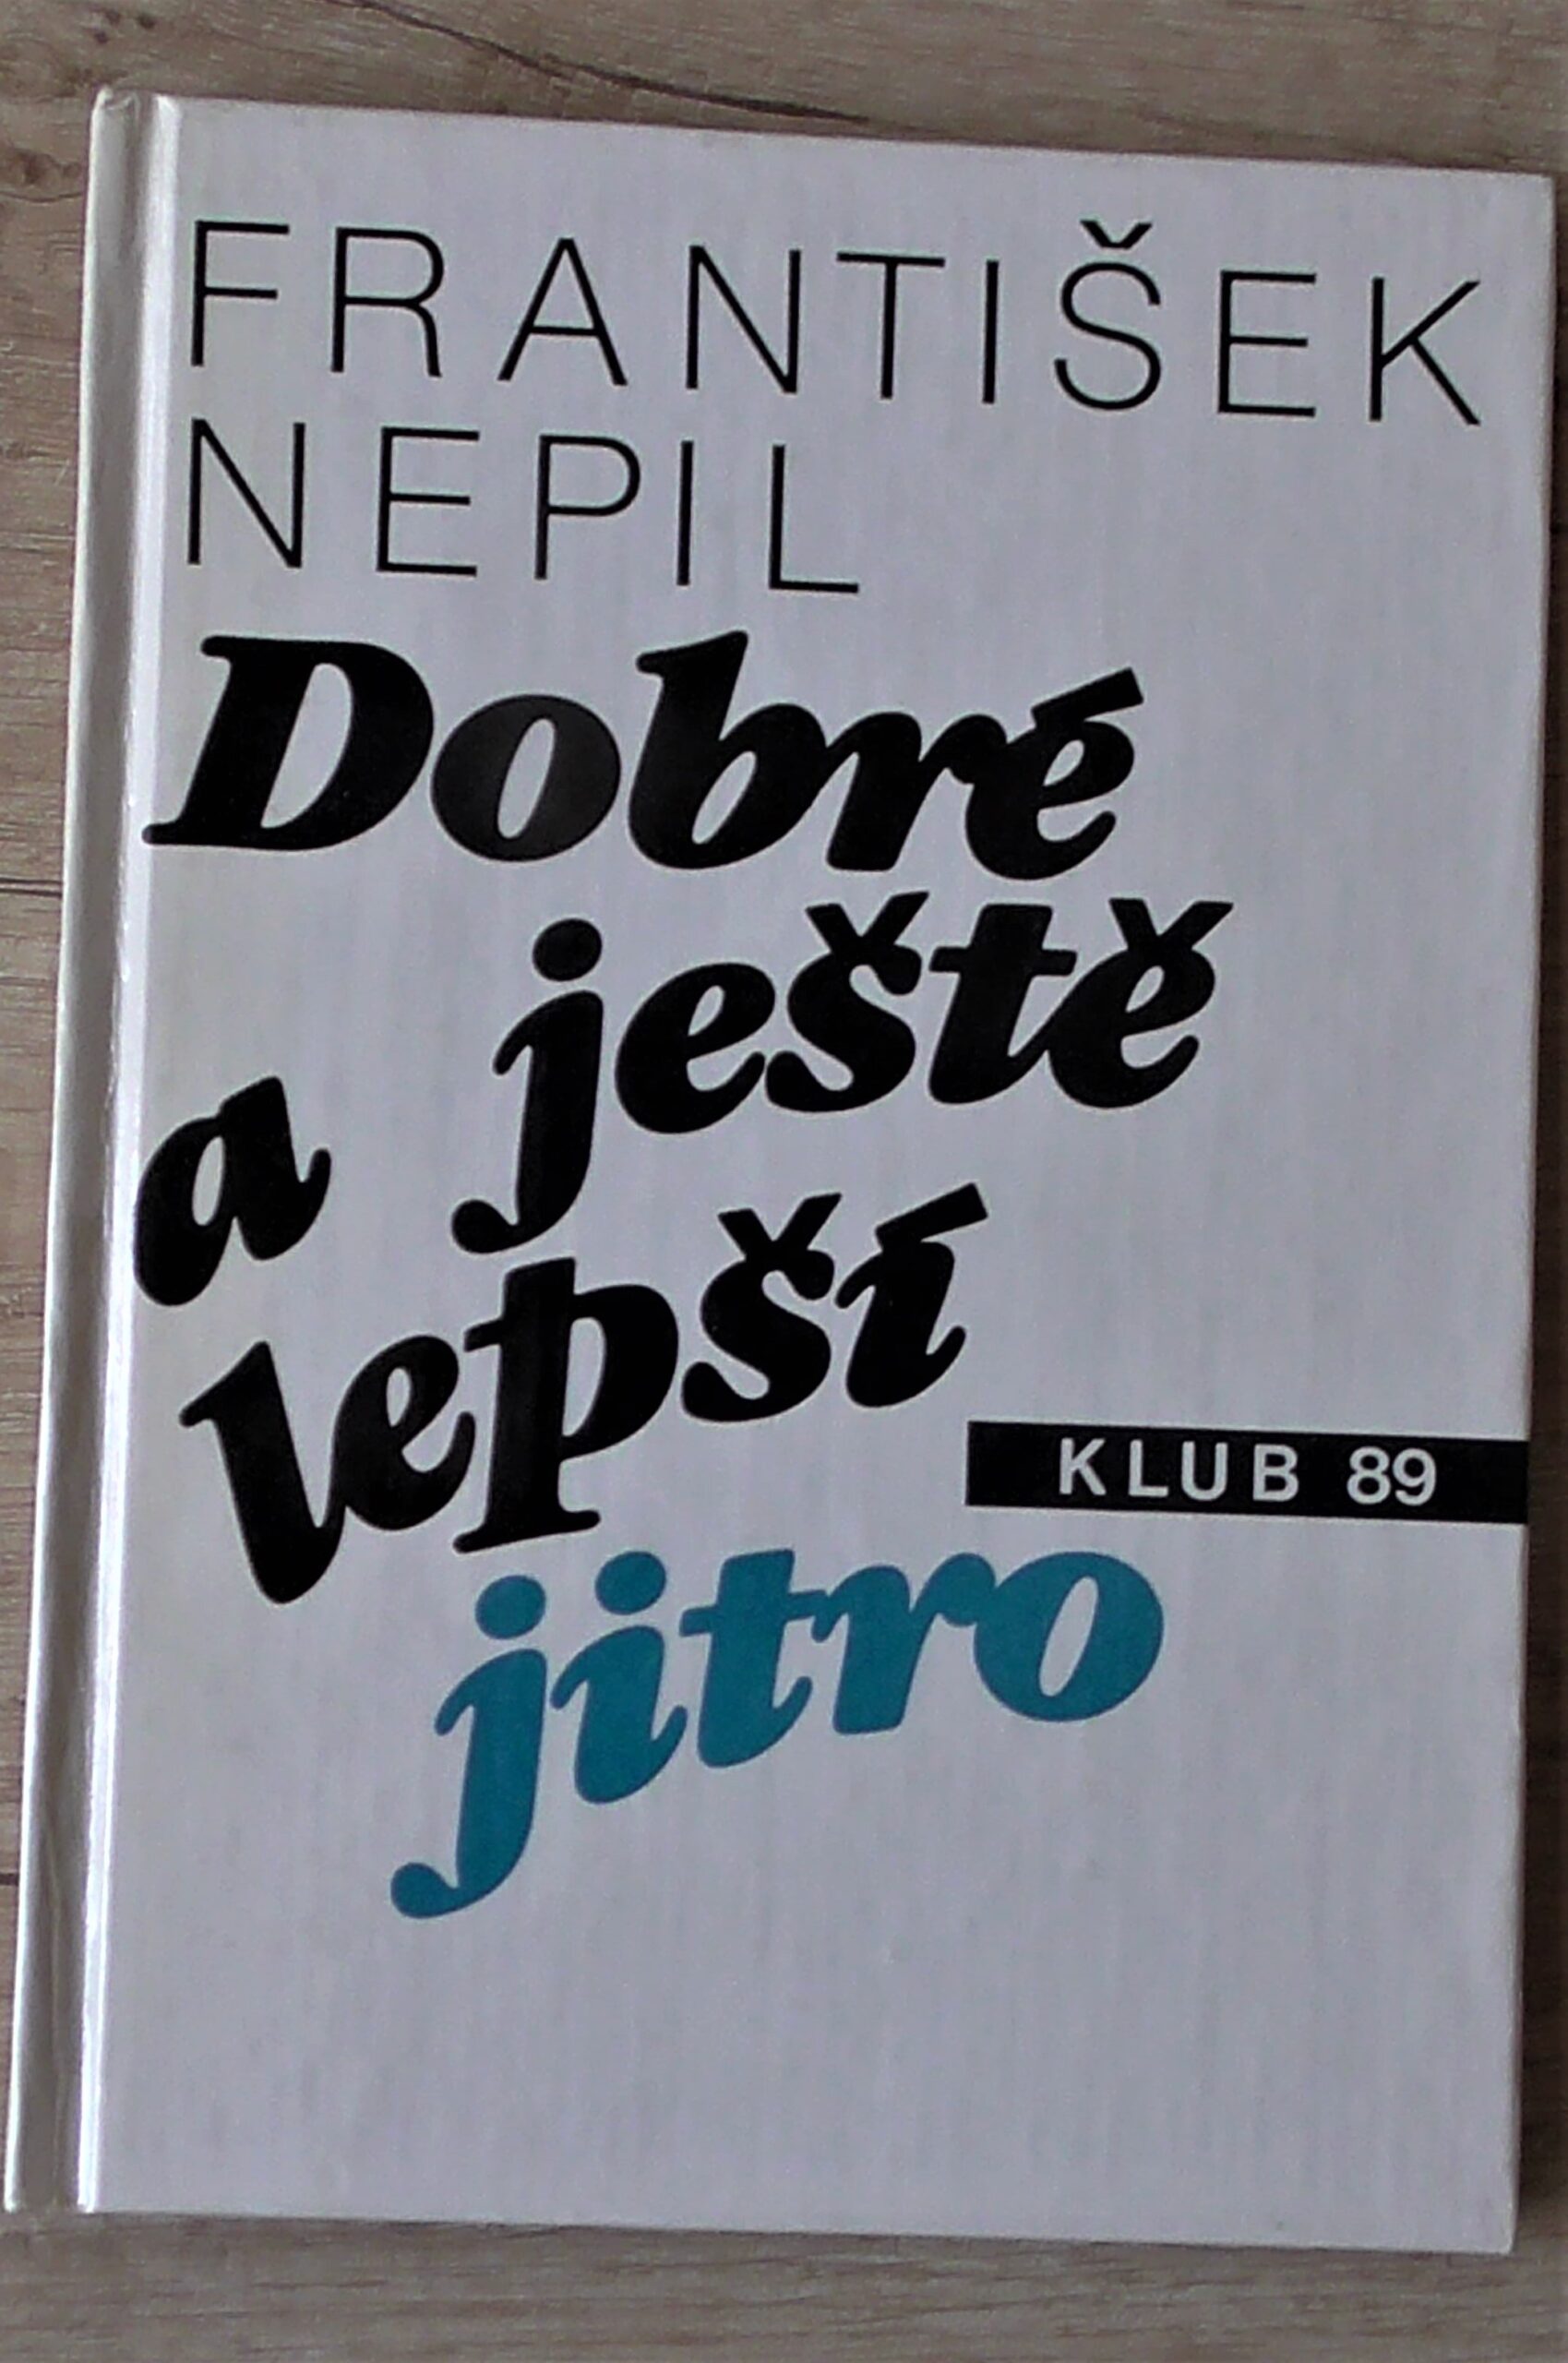 FRANTIŠEK
NEPIL
Dobré
a ještě
lepší
KLUB 89
jitro